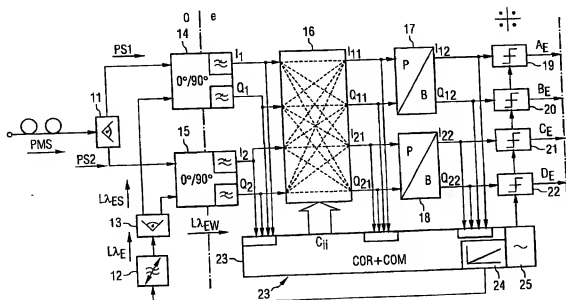 O e
PS1 14 16 17
I1 I11 I12 AE
0°/90° 19
Q1 P
11 Q11 B Q12 BE
20
15 I2 I21 I22 CE
PMS P 21
PS2 0°/90°
Q2 Q21 B Q22 DE
18 22
LλES
13 LλEW
LλE Cij
23 COR+COM
12 23 24 25